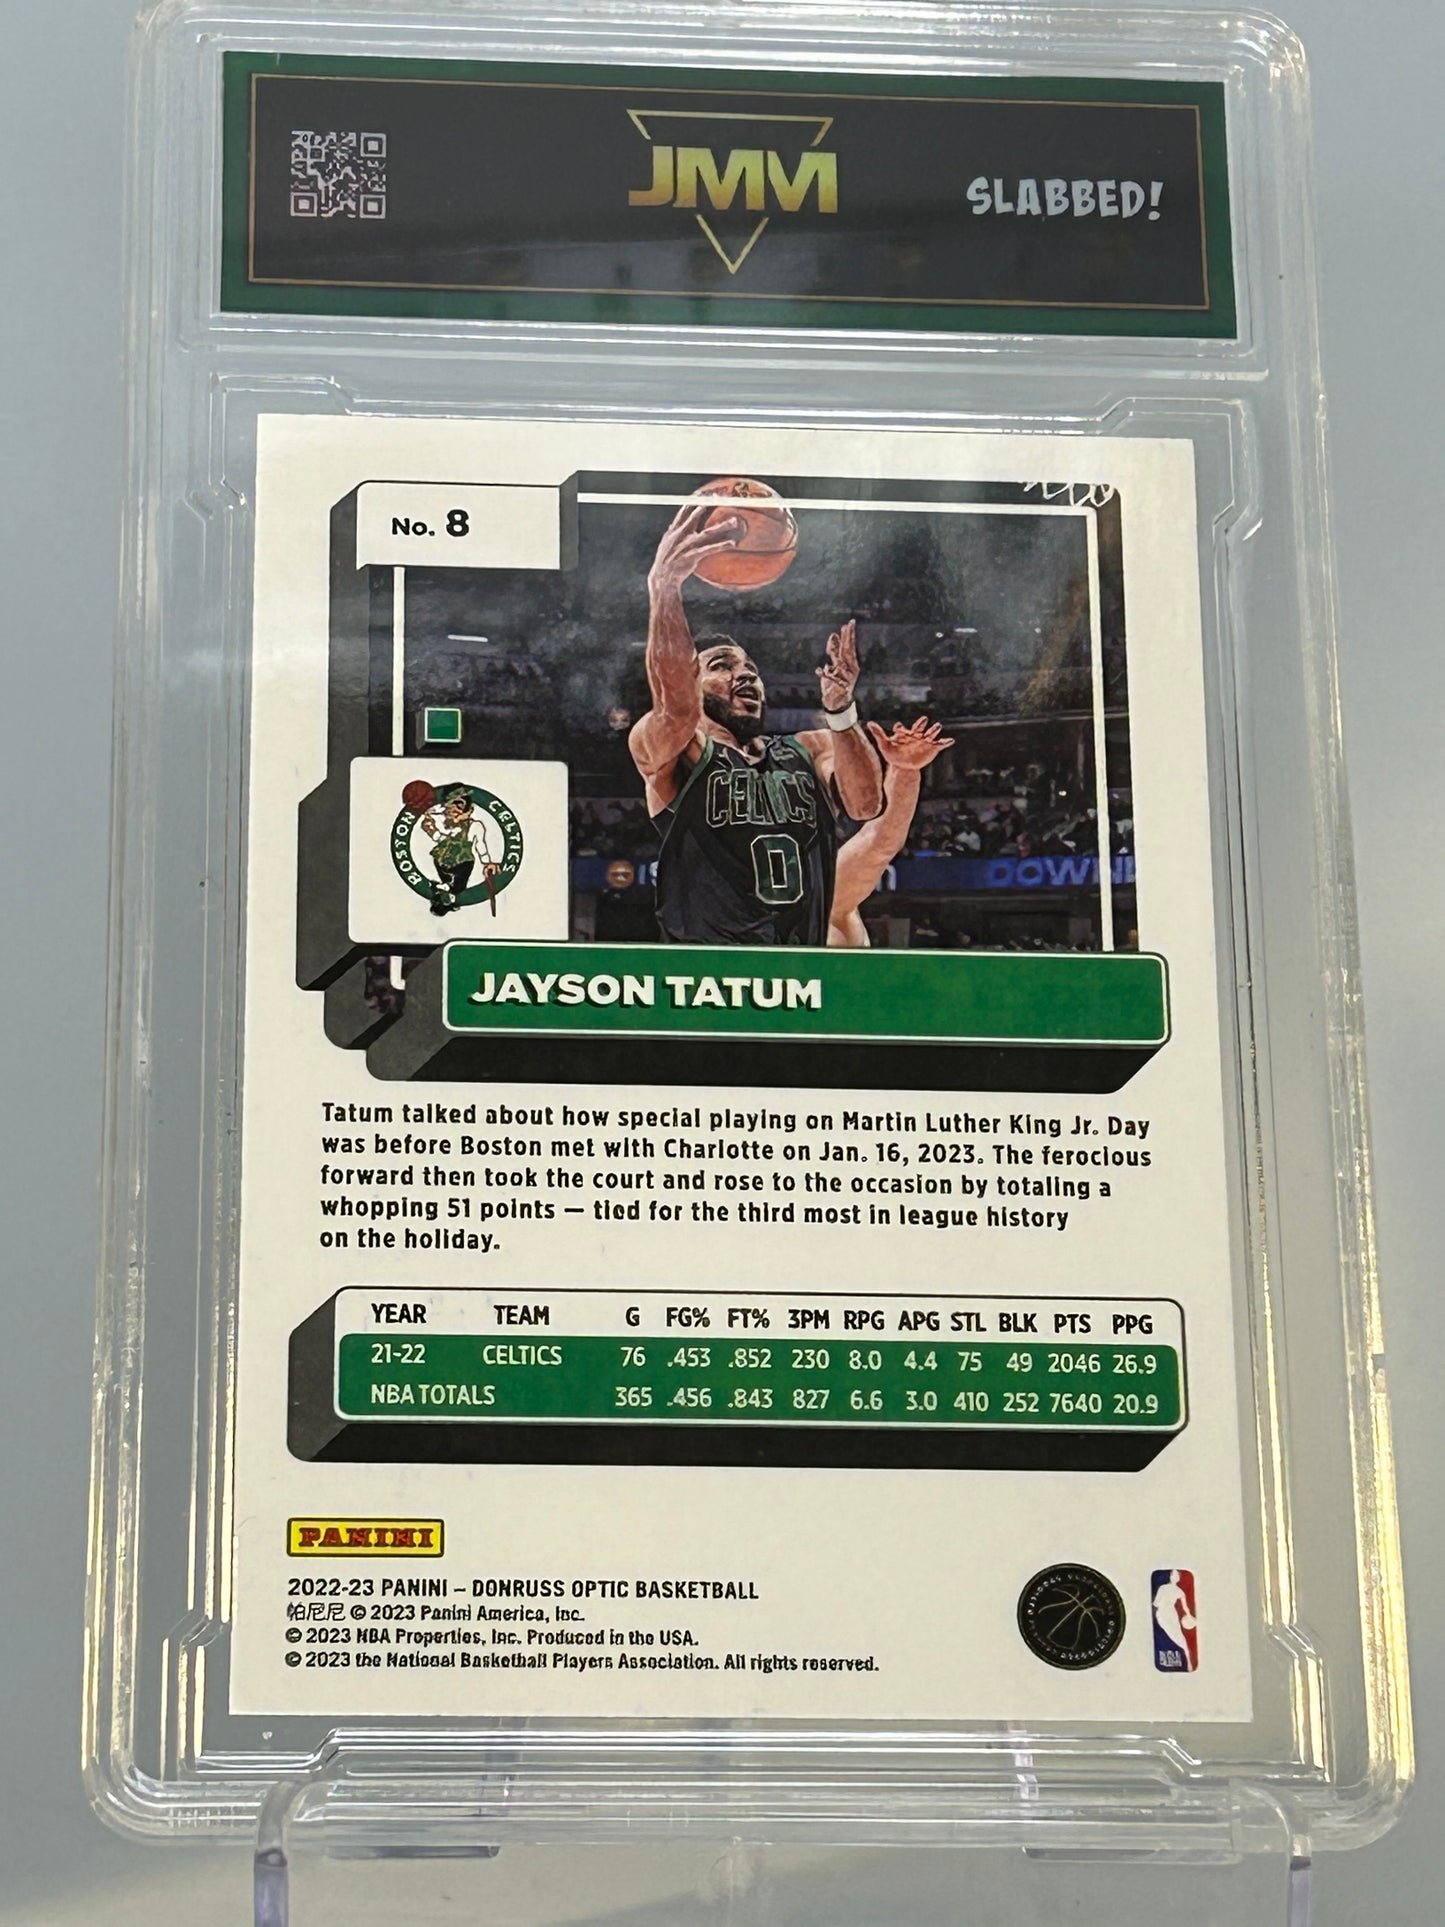 JMM
SLABBED!
No. 8
CELTICS
0
BOSTON CELTICS
DOWNL
JAYSON TATUM
Tatum talked about how special playing on Martin Luther King Jr. Day
was before Boston met with Charlotte on Jan. 16, 2023. The ferocious
forward then took the court and rose to the occasion by totaling a
whopping 51 points — tied for the third most in league history
on the holiday.
YEAR TEAM G FG% FT% 3PM RPG APG STL BLK PTS PPG
21-22 CELTICS 76 .453 .852 230 8.0 4.4 75 49 2046 26.9
NBA TOTALS 365 .456 .843 827 6.6 3.0 410 252 7640 20.9
PANINI
2022-23 PANINI – DONRUSS OPTIC BASKETBALL
帕尼尼 © 2023 Panini America, Inc.
© 2023 NBA Properties, Inc. Produced in the USA.
© 2023 the National Basketball Players Association. All rights reserved.
NBA